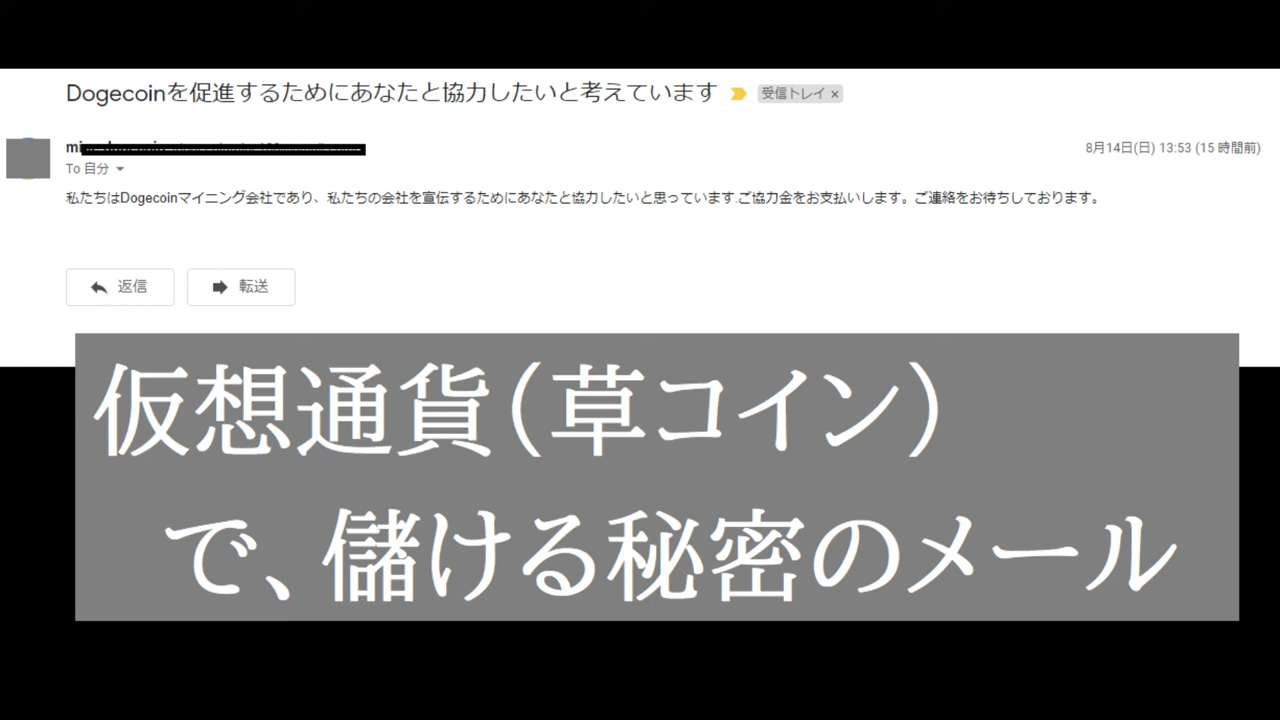 Dogecoinを促進するためにあなたと協力したいと考えています 受信トレイ ×
8月14日(日) 13:53 (15 時間前)
To 自分
私たちはDogecoinマイニング会社であり、私たちの会社を宣伝するためにあなたと協力したいと思っています.ご協力金をお支払いします。ご連絡をお待ちしております。
返信
転送
仮想通貨（草コイン）
で、儲ける秘密のメール